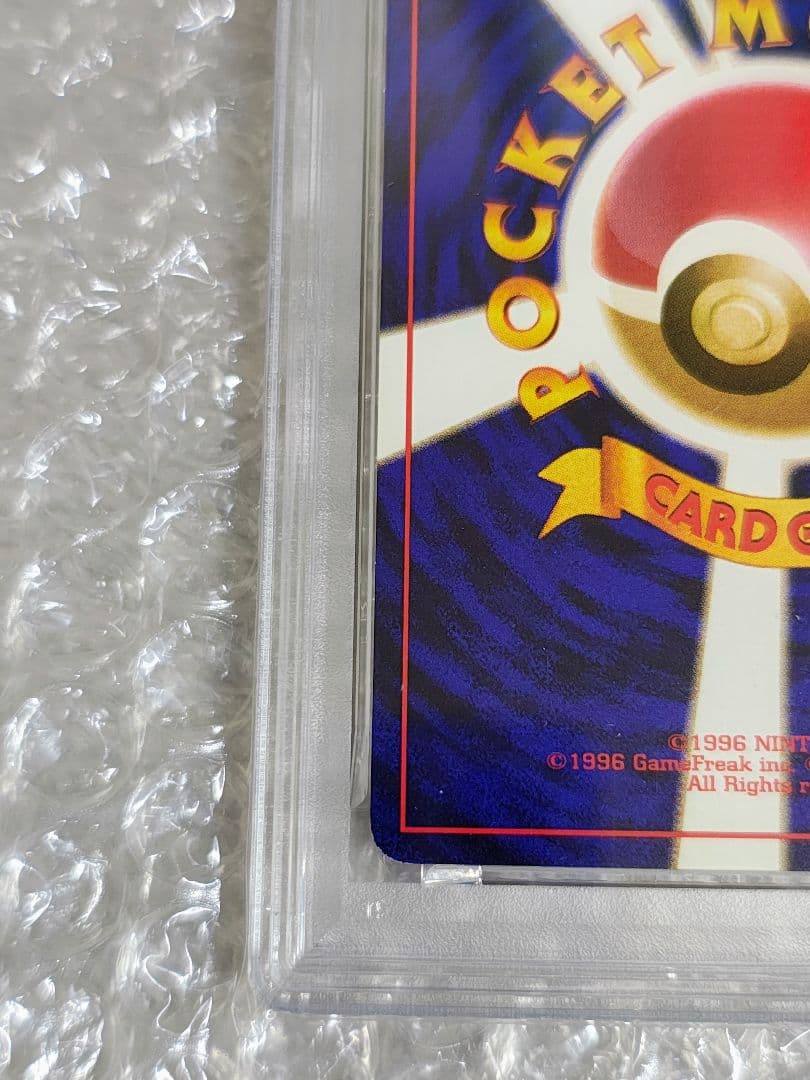 POCKET M
CARD G
©1996 NINT
©1996 GameFreak inc. ©
All Rights r